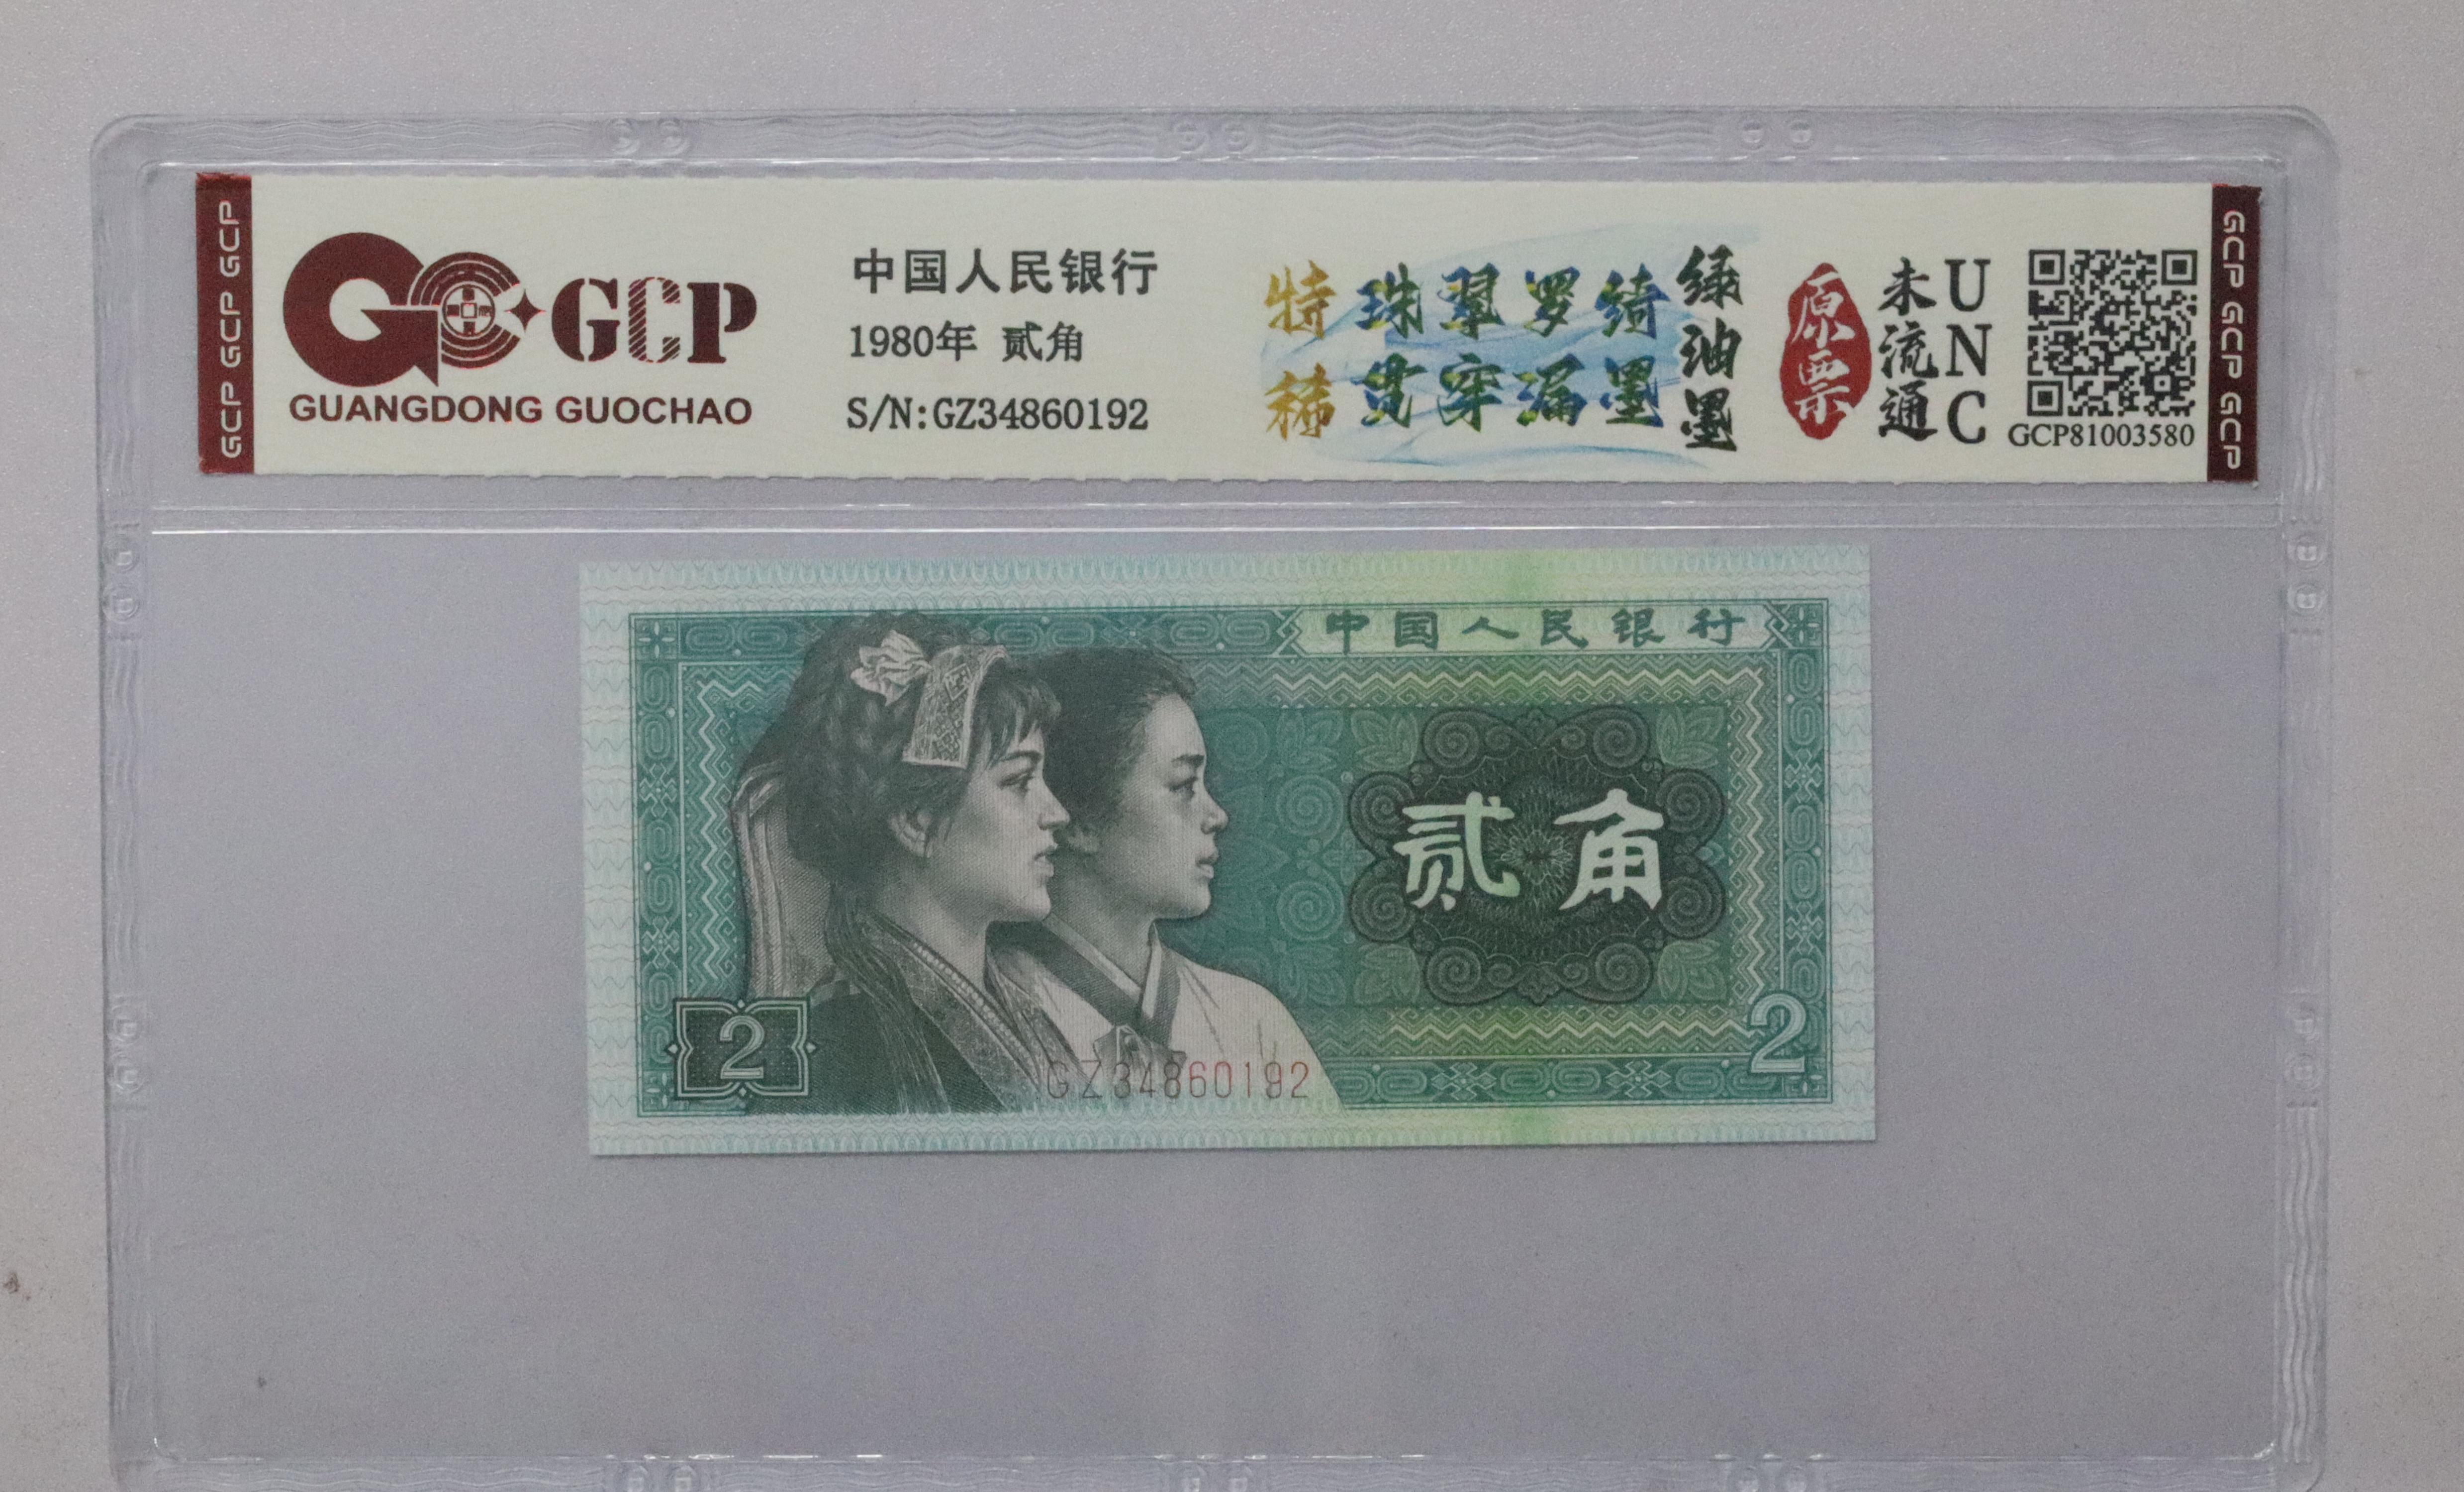 GCP GCP GCP
GCP
GUANGDONG GUOCHAO
中国人民银行
1980年 贰角
S/N:GZ34860192
特稀
珠翠罗绮
贯穿漏墨
绿油墨
原票
未流通
UNC
GCP81003580
GCP GCP GCP
中国人民银行
贰角
2
GZ34860192
2